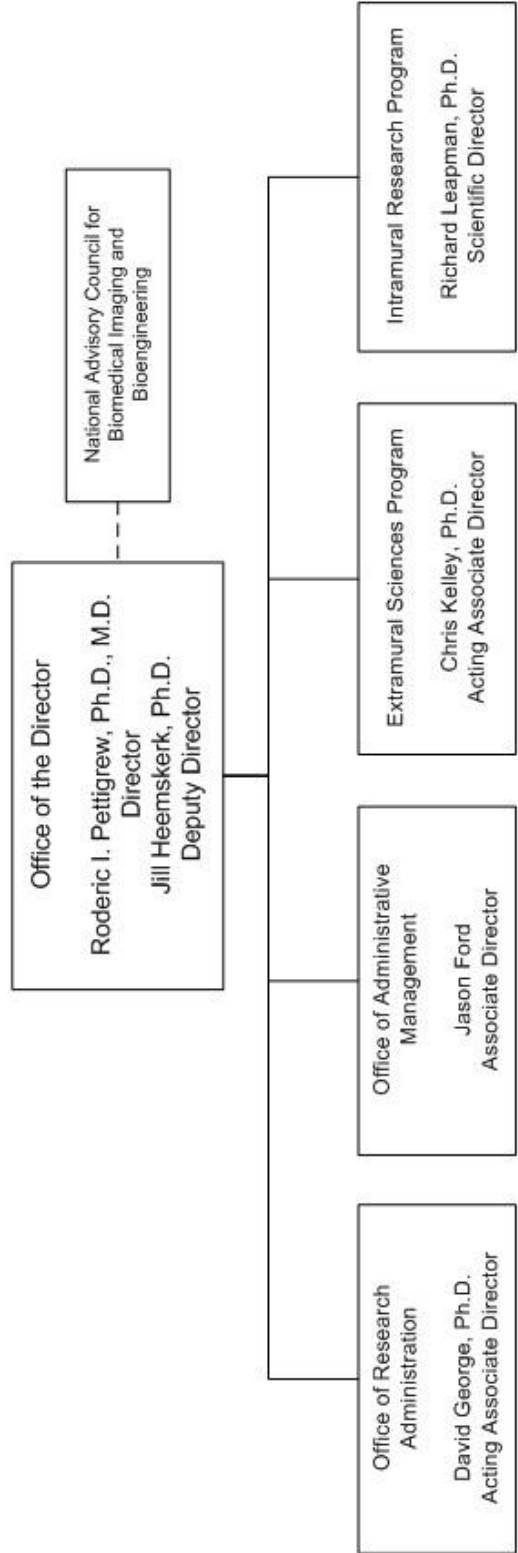 Office of the Director
Roderic I. Pettigrew, Ph.D., M.D.
Director
Jill Heemskerk, Ph.D.
Deputy Director
National Advisory Council for
Biomedical Imaging and
Bioengineering
Office of Research
Administration
David George, Ph.D.
Acting Associate Director
Office of Administrative
Management
Jason Ford
Associate Director
Extramural Sciences Program
Chris Kelley, Ph.D.
Acting Associate Director
Intramural Research Program
Richard Leapman, Ph.D.
Scientific Director